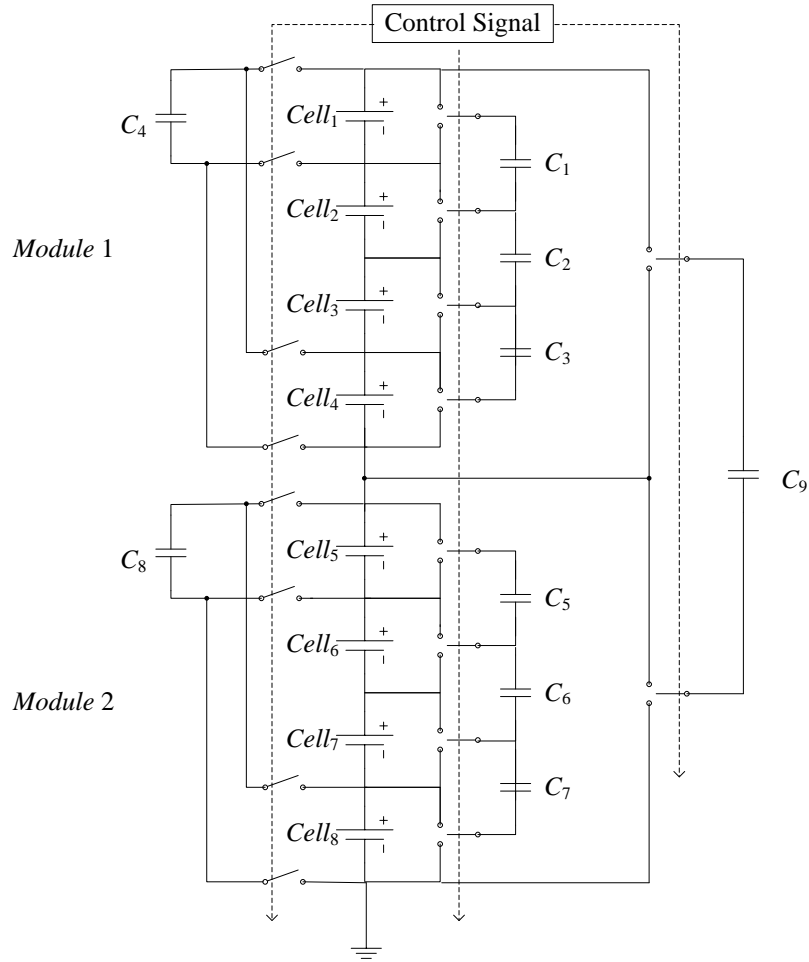 Control Signal
C4
Cell1
C1
Cell2
Module 1
C2
Cell3
C3
Cell4
C9
C8
Cell5
C5
Cell6
Module 2
C6
Cell7
C7
Cell8